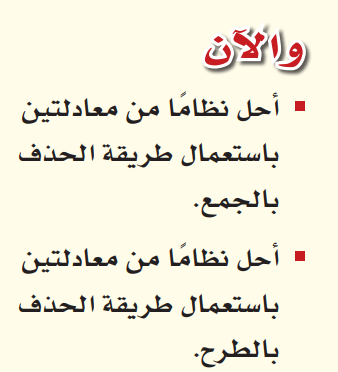 والآن
أحل نظامًا من معادلتين
باستعمال طريقة الحذف
بالجمع.
أحل نظامًا من معادلتين
باستعمال طريقة الحذف
بالطرح.